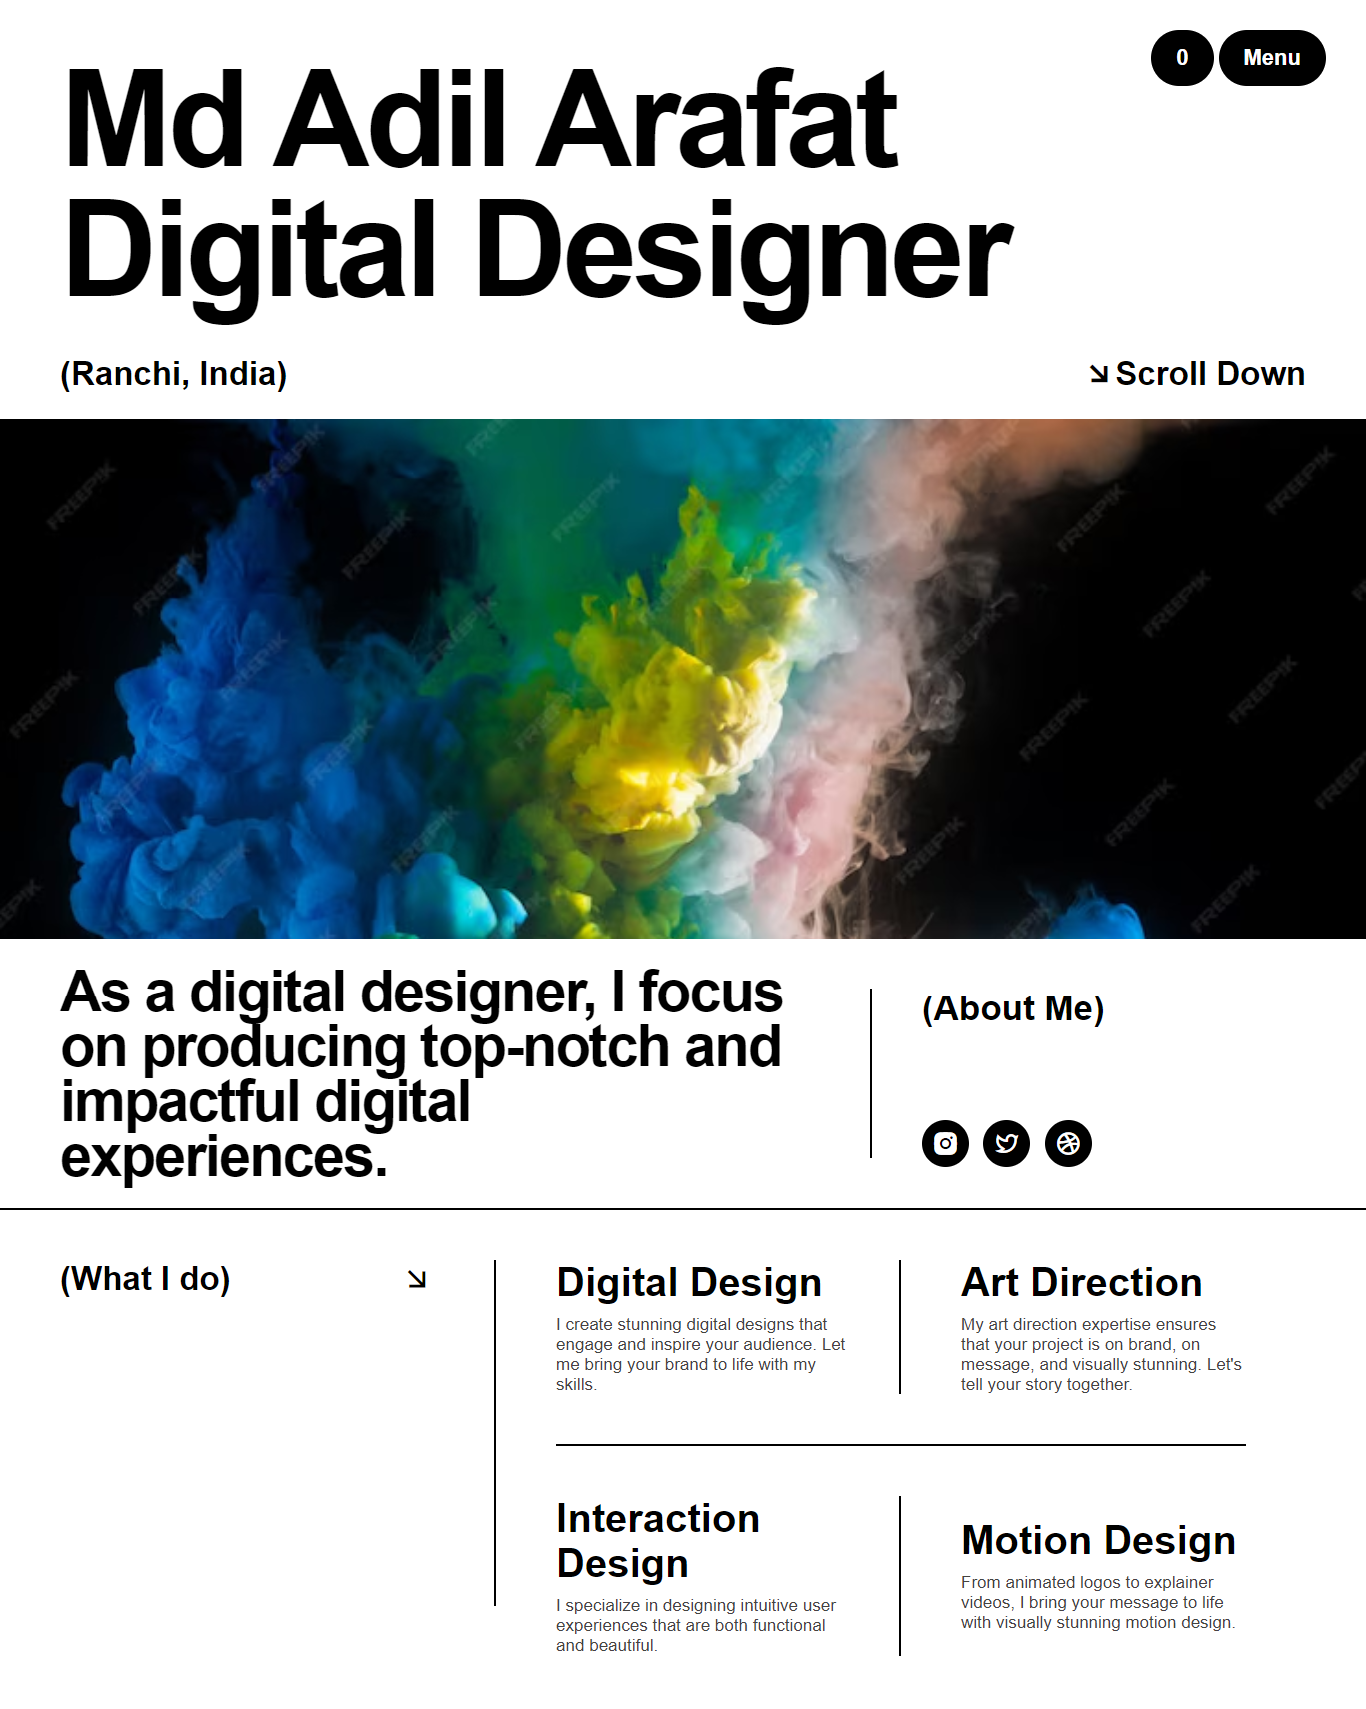 0
Menu
Md Adil Arafat
Digital Designer
(Ranchi, India)
Scroll Down
FREEPIK
As a digital designer, I focus
on producing top-notch and
impactful digital
experiences.
(About Me)
(What I do)
Digital Design
I create stunning digital designs that
engage and inspire your audience. Let
me bring your brand to life with my
skills.
Art Direction
My art direction expertise ensures
that your project is on brand, on
message, and visually stunning. Let's
tell your story together.
Interaction
Design
I specialize in designing intuitive user
experiences that are both functional
and beautiful.
Motion Design
From animated logos to explainer
videos, I bring your message to life
with visually stunning motion design.